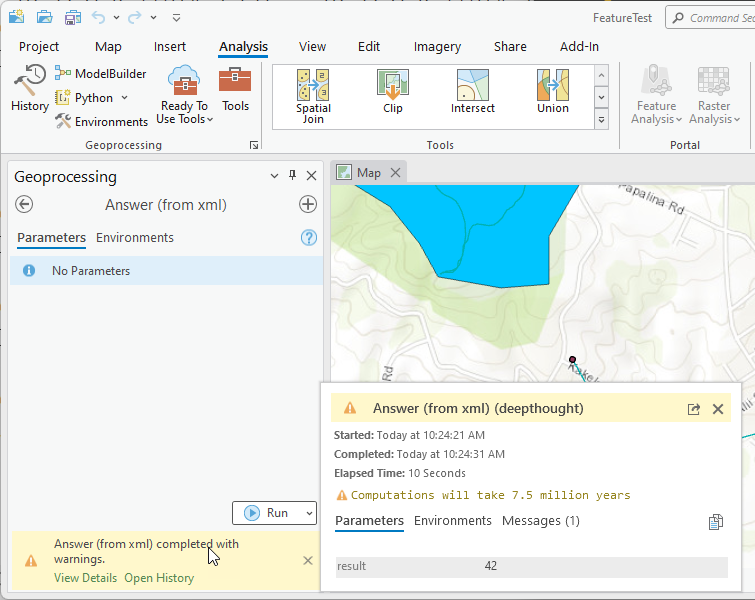 FeatureTest
Command Se
Project Map Insert Analysis View Edit Imagery Share Add-In
History
ModelBuilder
Python
Environments
Ready To
Use Tools
Tools
Geoprocessing
Spatial
Join
Clip
Intersect
Union
Tools
Feature
Analysis
Raster
Analysis
Portal
Geoprocessing
Answer (from xml)
Parameters Environments
No Parameters
Run
Answer (from xml) completed with
warnings.
View Details Open History
Map
Papalina Rd
Rd
Answer (from xml) (deepthought)
Started: Today at 10:24:21 AM
Completed: Today at 10:24:31 AM
Elapsed Time: 10 Seconds
Computations will take 7.5 million years
Parameters Environments Messages (1)
result 42